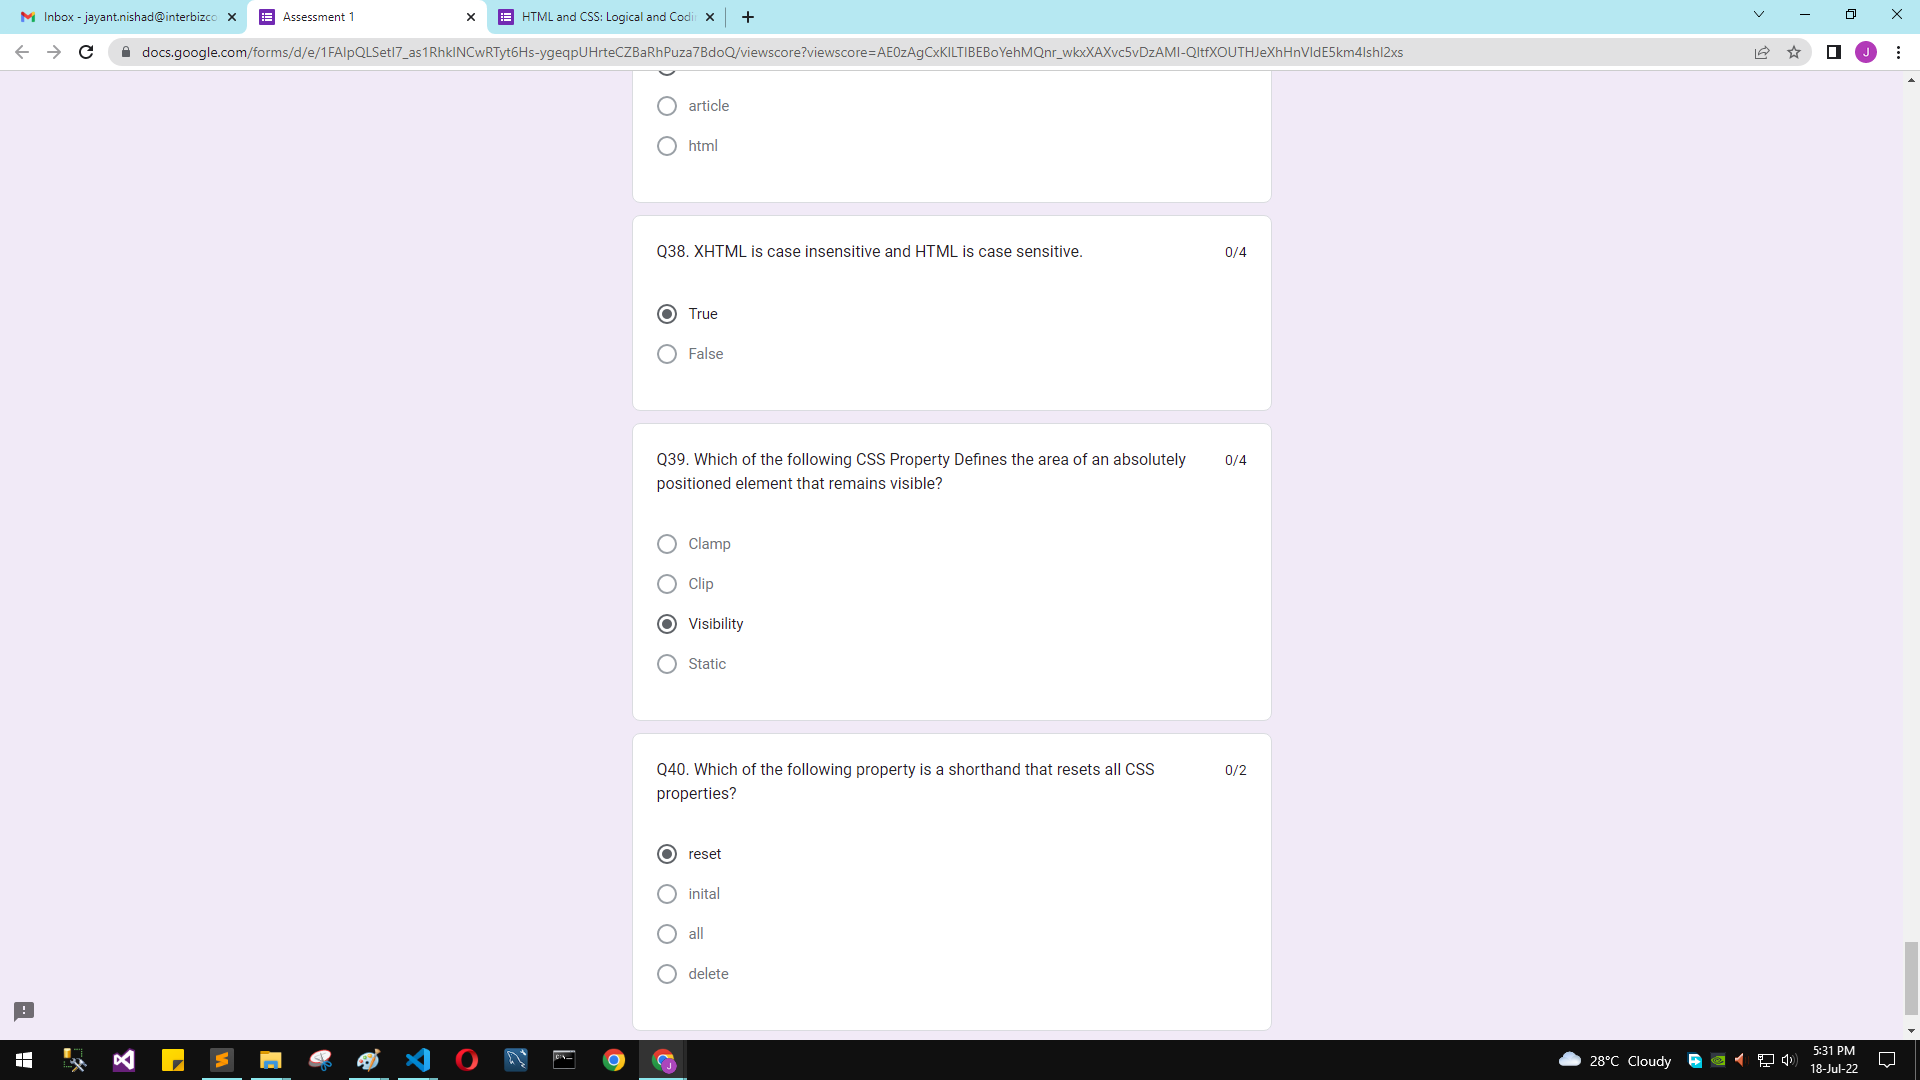 Inbox - jayant.nishad@interbizco
Assessment 1
HTML and CSS: Logical and Codi
docs.google.com/forms/d/e/1FAIpQLSetI7_as1RhkINCwRTyt6Hs-ygeqpUHrteCZBaRhPuza7BdoQ/viewscore?viewscore=AE0zAgCxKILTIBEBoYehMQnr_wkxXAXvc5vDzAMI-QItfXOUTHJeXhHnVIdE5km4Ishl2xs
J
article
html
Q38. XHTML is case insensitive and HTML is case sensitive.
0/4
True
False
Q39. Which of the following CSS Property Defines the area of an absolutely
0/4
positioned element that remains visible?
Clamp
Clip
Visibility
Static
Q40. Which of the following property is a shorthand that resets all CSS
0/2
properties?
reset
inital
all
delete
28°C Cloudy
5:31 PM
18-Jul-22